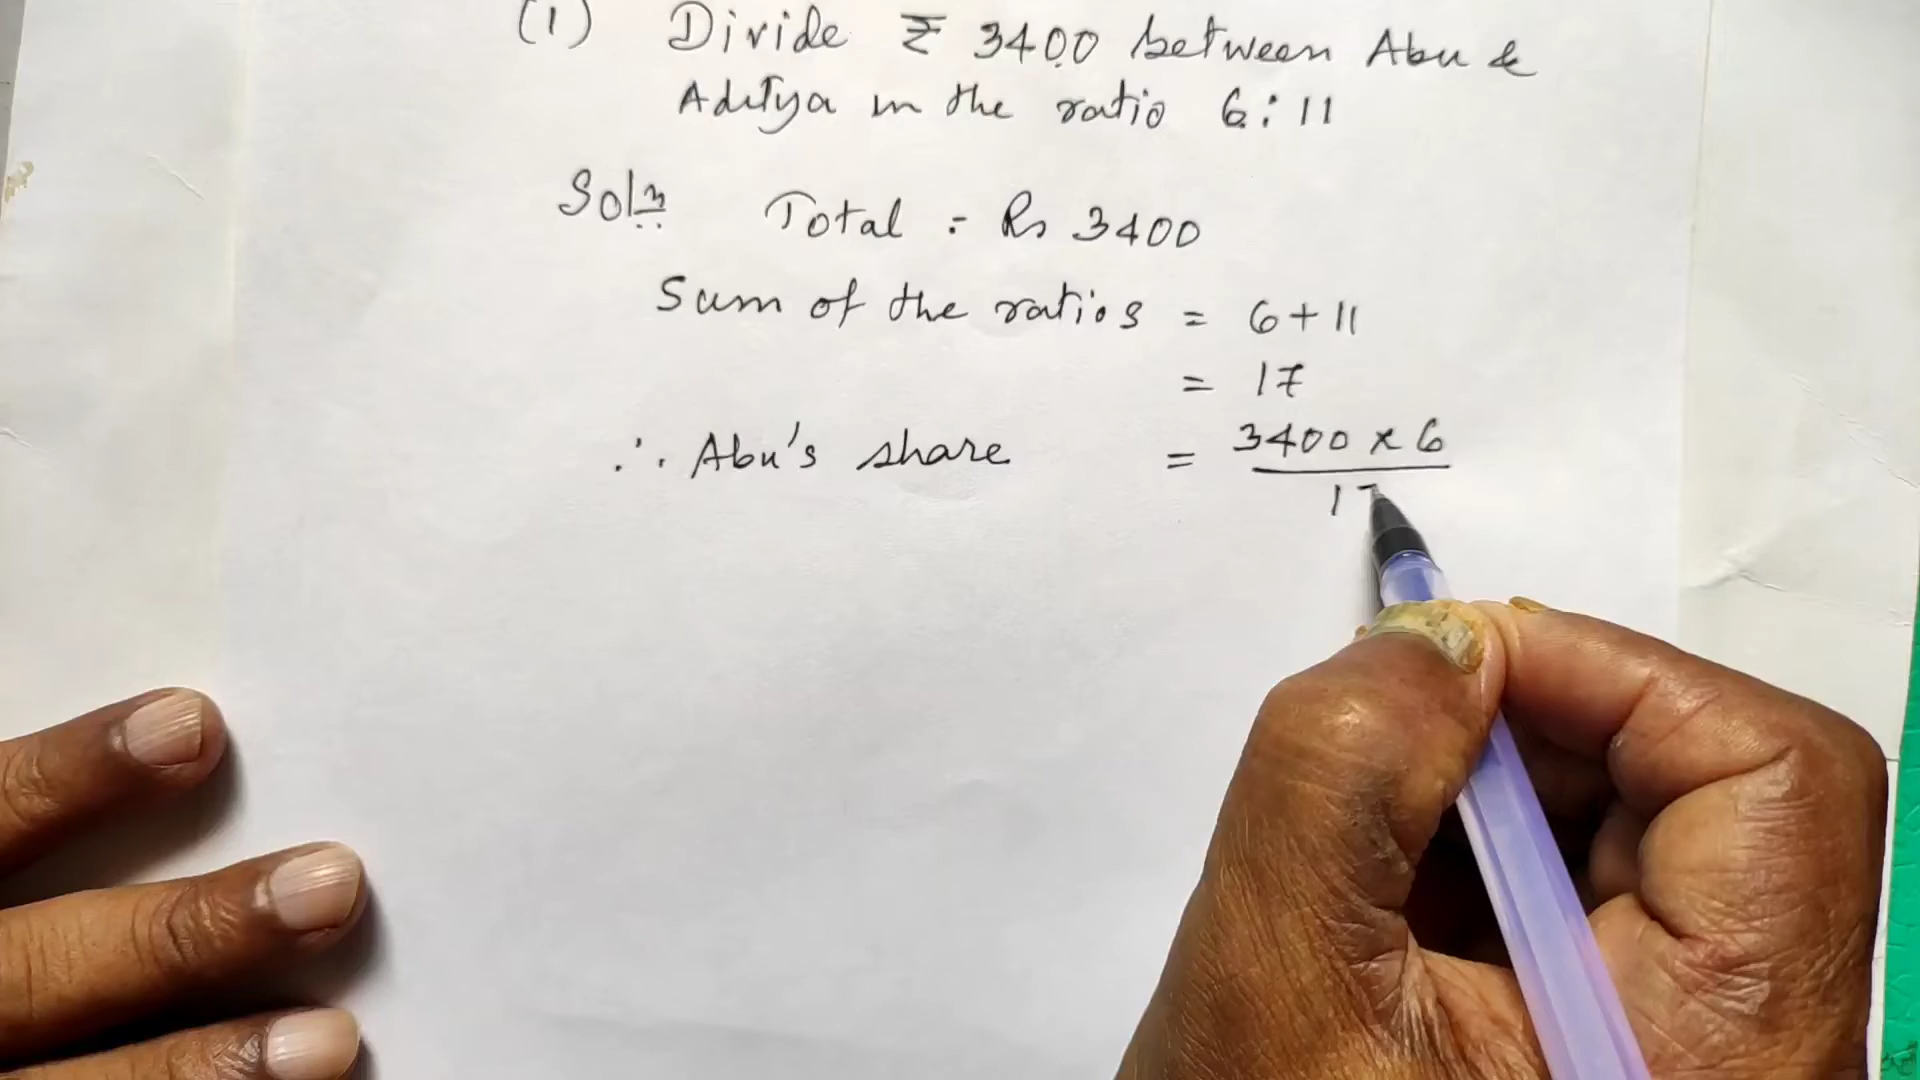 (1) Divide ₹ 3400 between Abu &
Aditya in the ratio 6:11
Soln Total = Rs 3400
Sum of the ratios = 6+11
= 17
∴ Abu's share = 3400 × 6
17